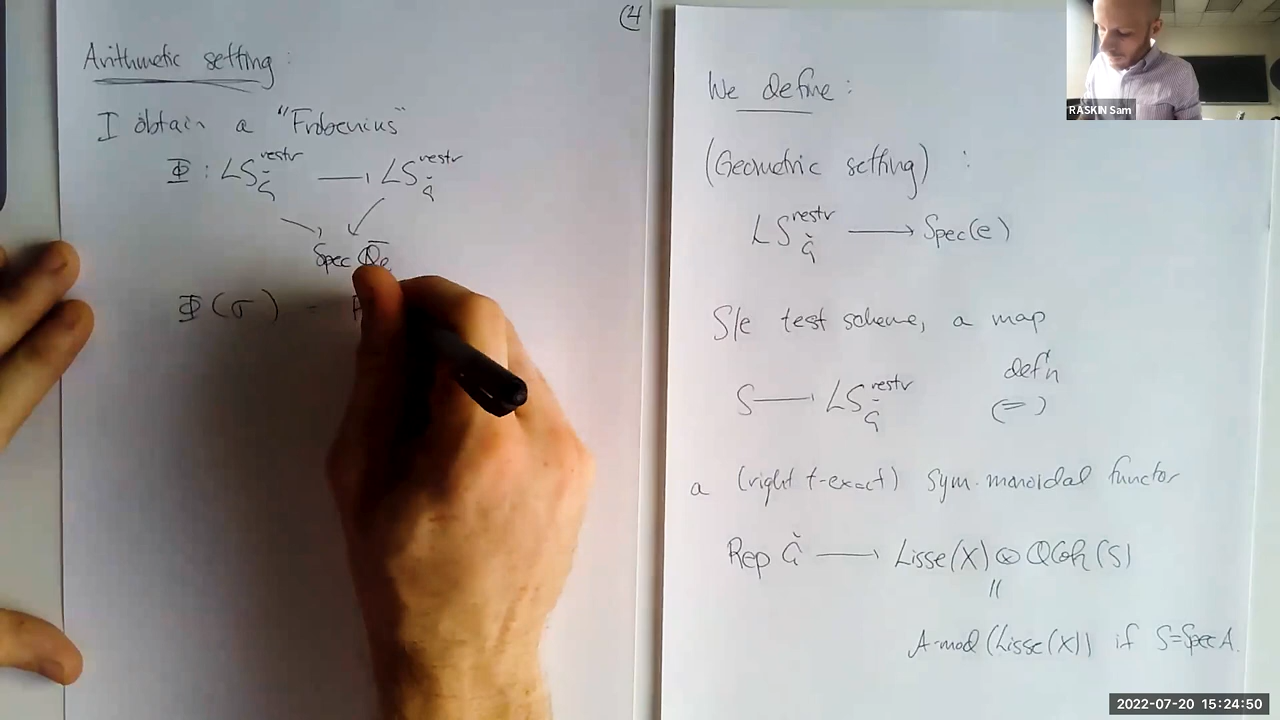 (4
Arithmetic setting:
I obtain a "Frobenius"
Φ : LS^restr_Ǧ → LS^restr_Ǧ
Spec Q̅_ℓ
Φ(σ) =
We define:
(Geometric setting) :
LS^restr_Ǧ → Spec(e)
S/e test scheme, a map
S → LS^restr_Ǧ
def'n
(=)
a (right t-exact) sym. monoidal functor
Rep Ǧ → Lisse(X) ⊗ QCoh(S)
||
A-mod(Lisse(X)) if S=Spec A.
RASKIN Sam
2022-07-20 15:24:50